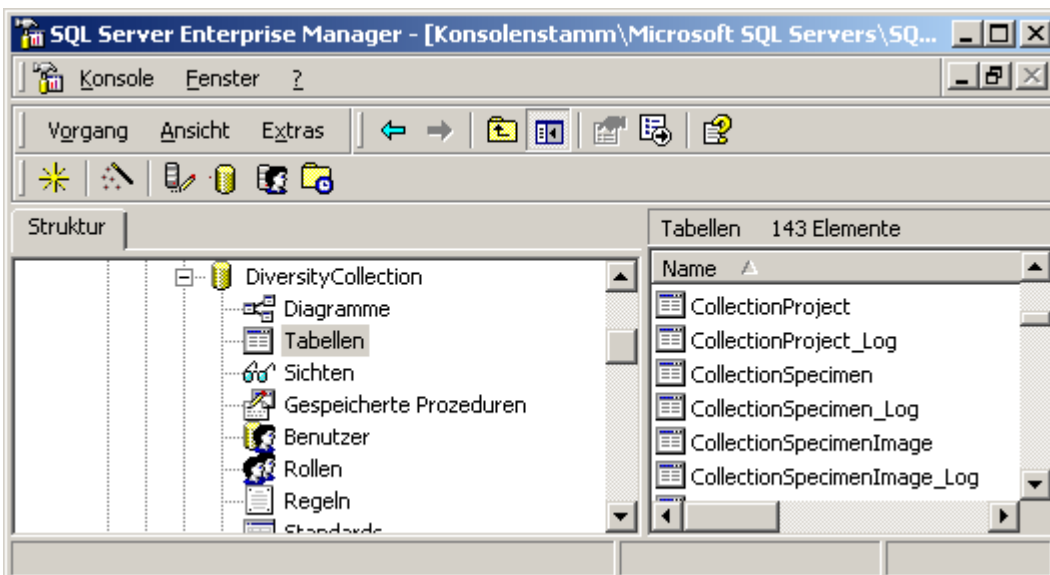 SQL Server Enterprise Manager - [Konsolenstamm\Microsoft SQL Servers\SQ...
Konsole Fenster ?
Vorgang Ansicht Extras
Struktur
Tabellen 143 Elemente
DiversityCollection
Diagramme
Tabellen
Sichten
Gespeicherte Prozeduren
Benutzer
Rollen
Regeln
Standards
Name
CollectionProject
CollectionProject_Log
CollectionSpecimen
CollectionSpecimen_Log
CollectionSpecimenImage
CollectionSpecimenImage_Log